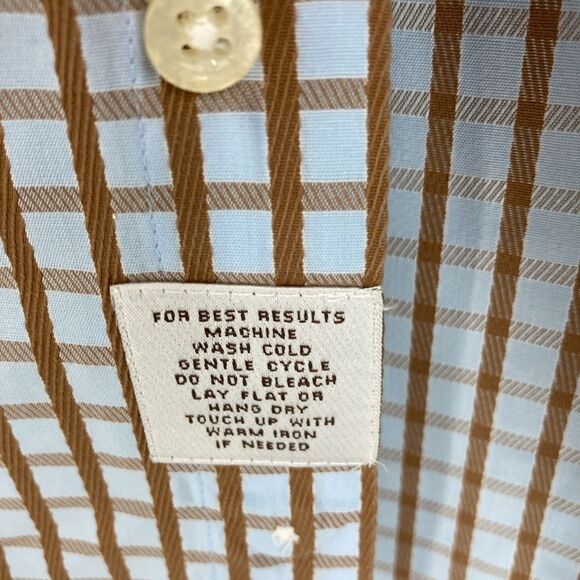 FOR BEST RESULTS
MACHINE
WASH COLD
GENTLE CYCLE
DO NOT BLEACH
LAY FLAT OR
HANG DRY
TOUCH UP WITH
WARM IRON
IF NEEDED